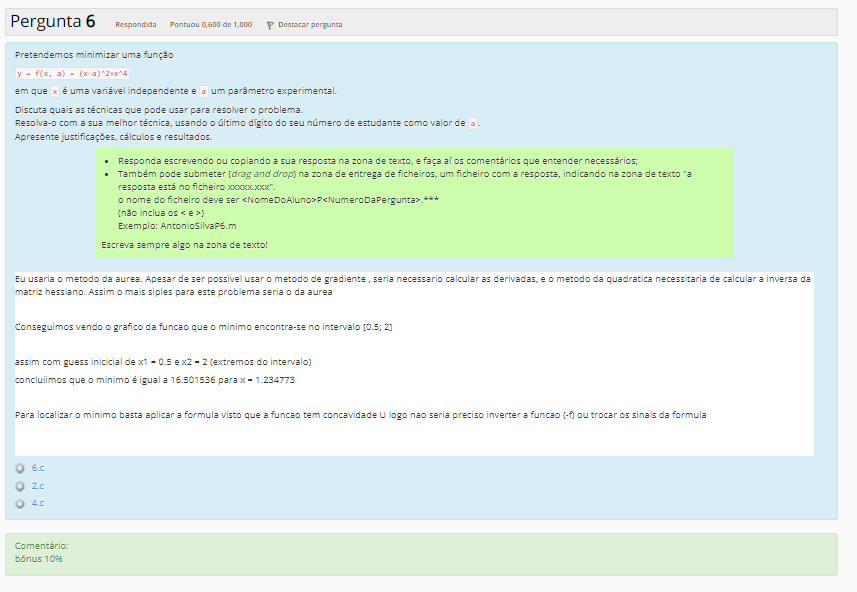 Pergunta 6 Respondida Pontuou 0,600 de 1,000 Destacar pergunta
Pretendemos minimizar uma função
y = f(x, a) = (x-a)^2+x^4
em que x é uma variável independente e a um parâmetro experimental.
Discuta quais as técnicas que pode usar para resolver o problema.
Resolva-o com a sua melhor técnica, usando o último dígito do seu número de estudante como valor de a.
Apresente justificações, cálculos e resultados.
• Responda escrevendo ou copiando a sua resposta na zona de texto, e faça aí os comentários que entender necessários;
• Também pode submeter (drag and drop) na zona de entrega de ficheiros, um ficheiro com a resposta, indicando na zona de texto "a
resposta está no ficheiro xxxxx.xxx".
o nome do ficheiro deve ser <NomeDoAluno>P<NumeroDaPergunta>.***
(não inclua os < e >)
Exemplo: AntonioSilvaP6.m
Escreva sempre algo na zona de texto!
Eu usaria o metodo da aurea. Apesar de ser possivel usar o metodo de gradiente , seria necessario calcular as derivadas, e o metodo da quadratica necessitaria de calcular a inversa da
matriz hessiano. Assim o mais siples para este problema seria o da aurea
Conseguimos vendo o grafico da funcao que o minimo encontra-se no intervalo [0.5; 2]
assim com guess inicicial de x1 = 0.5 e x2 = 2 (extremos do intervalo)
concluiimos que o minimo é igual a 16.501536 para x = 1.234773
Para localizar o minimo basta aplicar a formula visto que a funcao tem concavidade U logo nao seria preciso inverter a funcao (-f) ou trocar os sinais da formula
6.c
2.c
4.c
Comentário:
bónus 10%